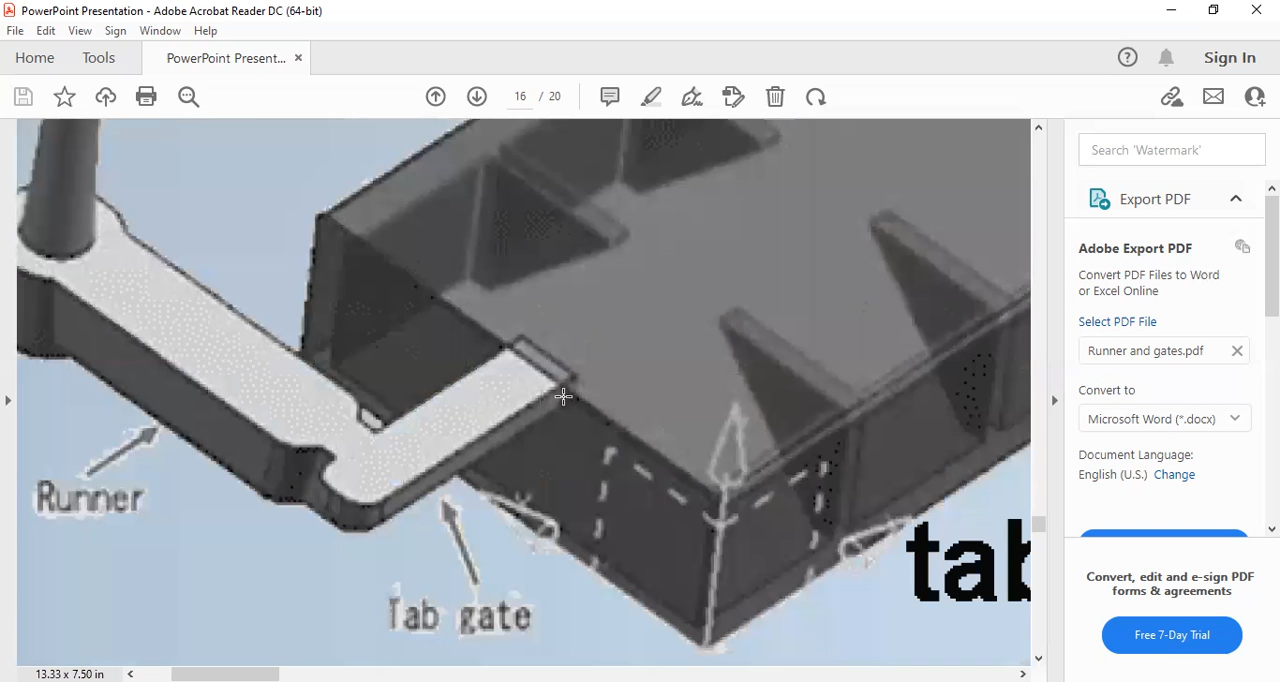 PowerPoint Presentation - Adobe Acrobat Reader DC (64-bit)
File Edit View Sign Window Help
Home Tools PowerPoint Present... Sign In
16 / 20
Search 'Watermark'
Export PDF
Adobe Export PDF
Convert PDF Files to Word
or Excel Online
Select PDF File
Runner and gates.pdf
Convert to
Microsoft Word (*.docx)
Document Language:
English (U.S.) Change
Convert, edit and e-sign PDF
forms & agreements
Free 7-Day Trial
Runner
Tab gate
tab
13.33 x 7.50 in